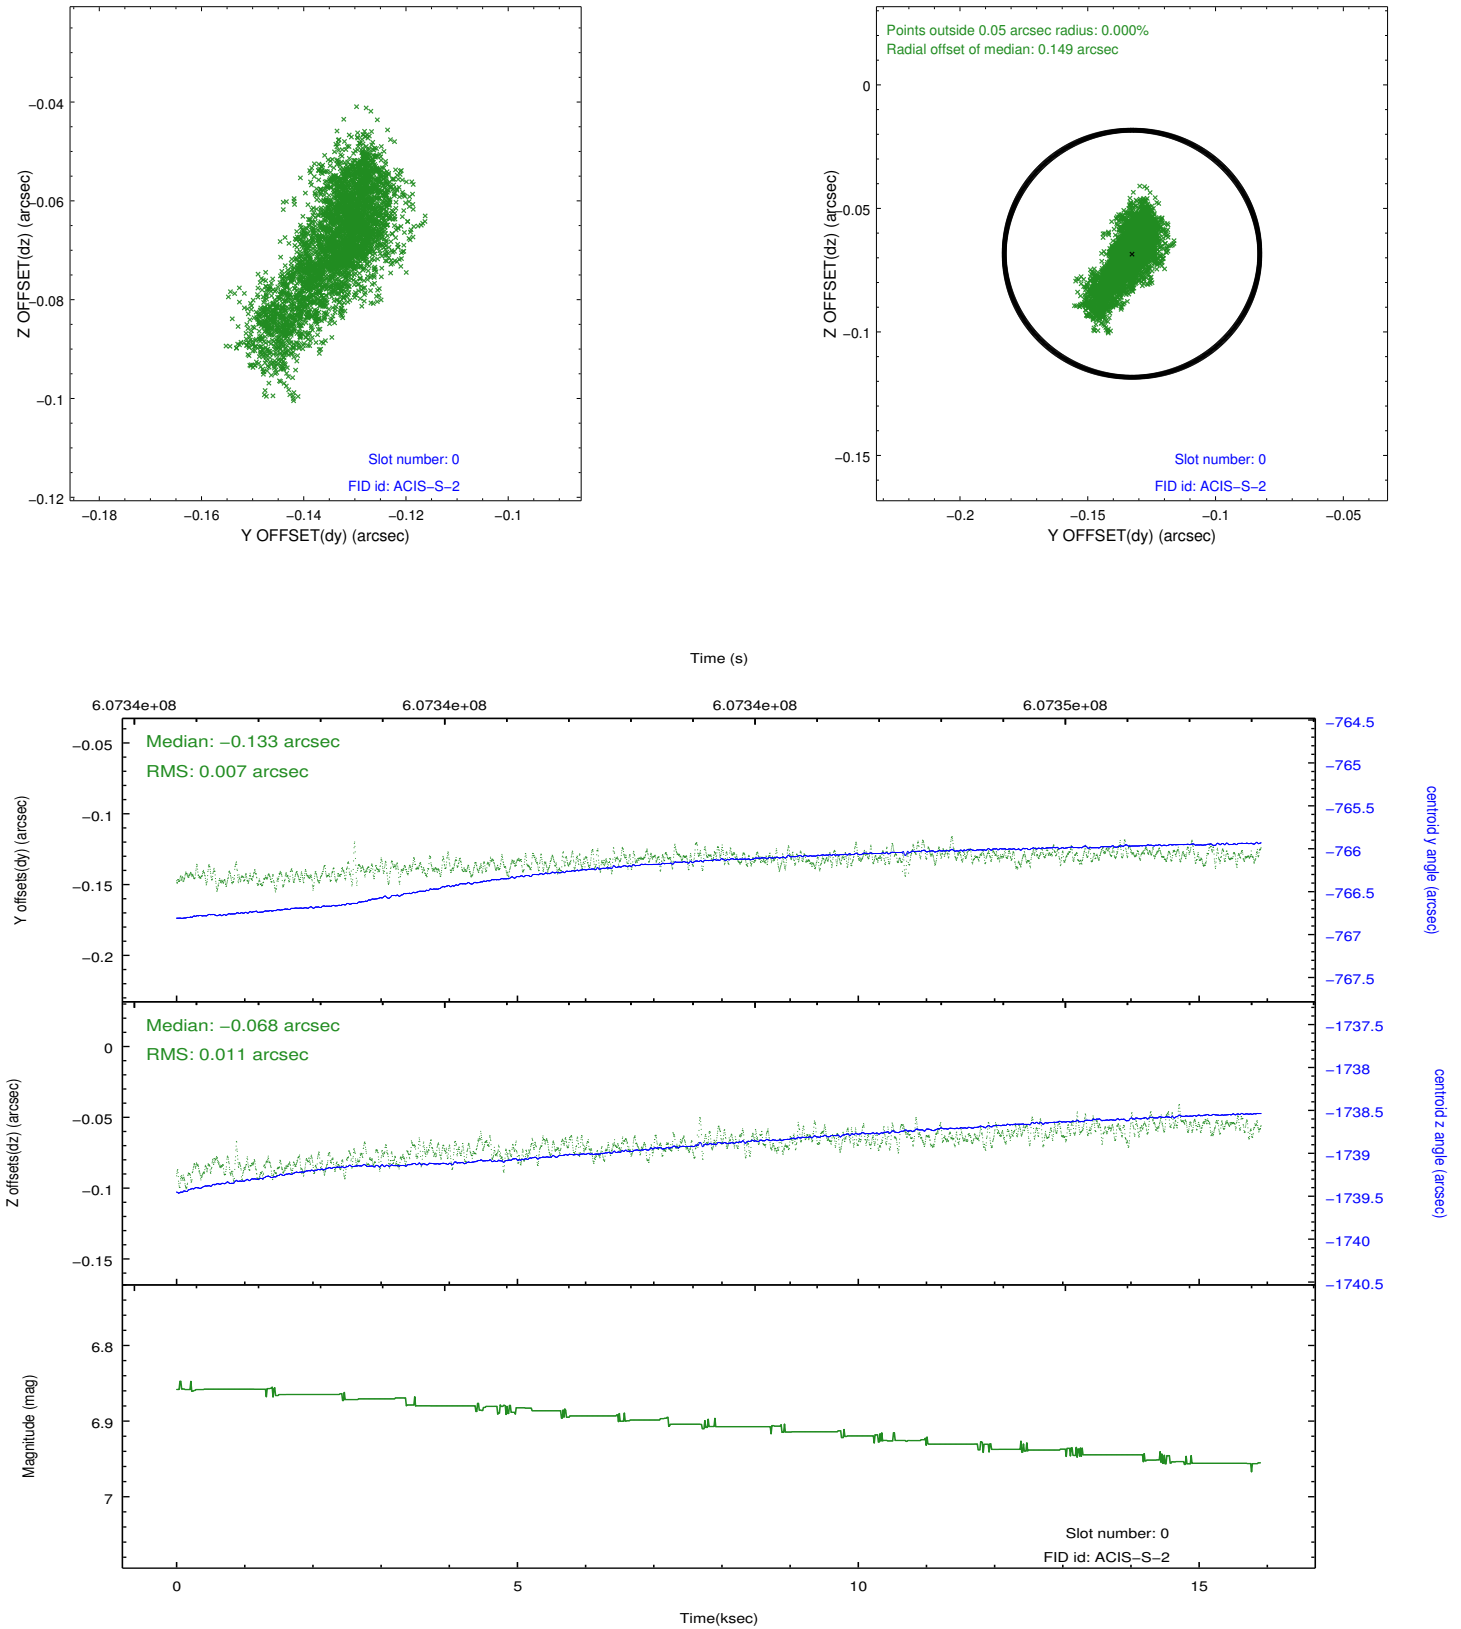 −0.04
−0.06
−0.08
−0.1
−0.12
Z OFFSET(dz) (arcsec)
Slot number: 0
FID id: ACIS−S−2
−0.18
−0.16
−0.14
−0.12
−0.1
Y OFFSET(dy) (arcsec)
Points outside 0.05 arcsec radius: 0.000%
Radial offset of median: 0.149 arcsec
0
−0.05
−0.1
−0.15
Z OFFSET(dz) (arcsec)
Slot number: 0
FID id: ACIS−S−2
−0.2
−0.15
−0.1
−0.05
Y OFFSET(dy) (arcsec)
Time (s)
6.0734e+08
6.0734e+08
6.0734e+08
6.0735e+08
Median: −0.133 arcsec
RMS: 0.007 arcsec
−0.05
−0.1
−0.15
−0.2
Y offsets(dy) (arcsec)
−764.5
−765
−765.5
−766
−766.5
−767
−767.5
centroid y angle (arcsec)
Median: −0.068 arcsec
RMS: 0.011 arcsec
0
−0.05
−0.1
−0.15
Z offsets(dz) (arcsec)
−1737.5
−1738
−1738.5
−1739
−1739.5
−1740
−1740.5
centroid z angle (arcsec)
6.8
6.9
7
Magnitude (mag)
Slot number: 0
FID id: ACIS−S−2
0
5
10
15
Time(ksec)